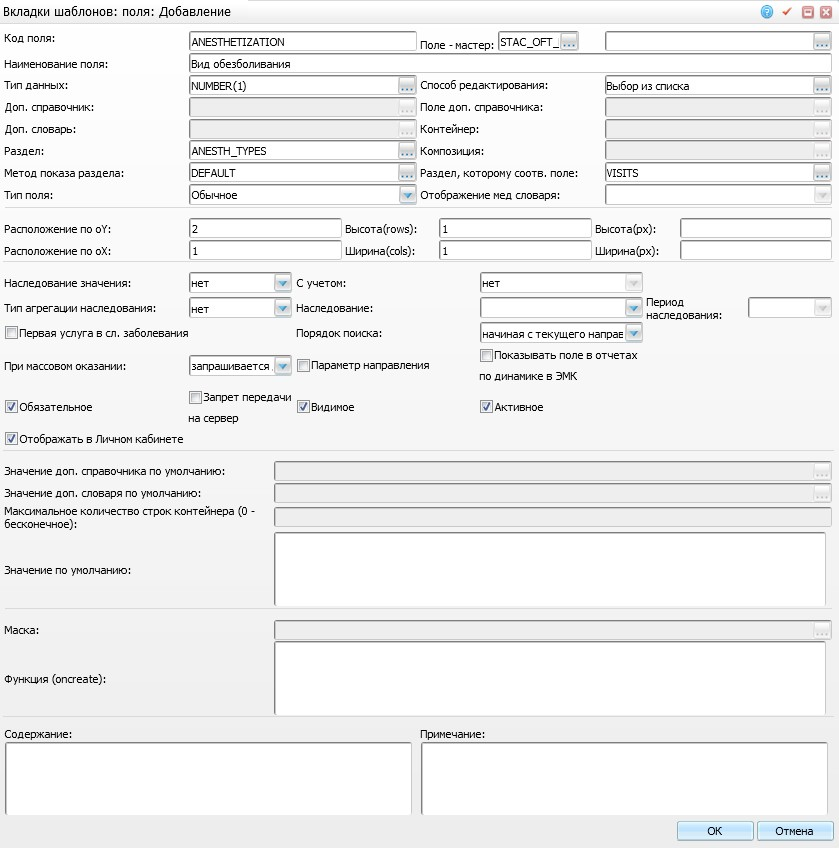 Вкладки шаблонов: поля: Добавление
Код поля: ANESTHETIZATION Поле - мастер: STAC_OFT_ ...
Наименование поля: Вид обезболивания
Тип данных: NUMBER(1) ... Способ редактирования: Выбор из списка ...
Доп. справочник: ... Поле доп. справочника: ...
Доп. словарь: ... Контейнер: ...
Раздел: ANESTH_TYPES ... Композиция: ...
Метод показа раздела: DEFAULT ... Раздел, которому соотв. поле: VISITS ...
Тип поля: Обычное Отображение мед словаря:
Расположение по оY: 2 Высота(rows): 1 Высота(px):
Расположение по оX: 1 Ширина(cols): 1 Ширина(px):
Наследование значения: нет С учетом: нет
Тип агрегации наследования: нет Наследование: Период наследования:
Первая услуга в сл. заболевания Порядок поиска: начиная с текущего направ
При массовом оказании: запрашивается Параметр направления Показывать поле в отчетах
по динамике в ЭМК
Обязательное Запрет передачи на сервер Видимое Активное
Отображать в Личном кабинете
Значение доп. справочника по умолчанию: ...
Значение доп. словаря по умолчанию: ...
Максимальное количество строк контейнера (0 -
бесконечное):
Значение по умолчанию:
Маска: ...
Функция (oncreate):
Содержание: Примечание:
OK Отмена